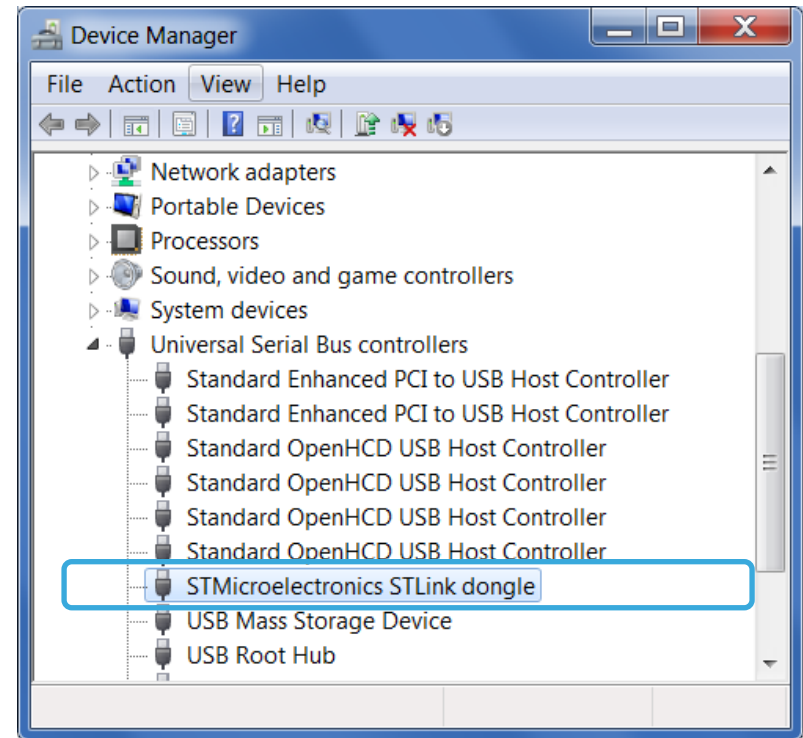 Device Manager
File Action View Help
Network adapters
Portable Devices
Processors
Sound, video and game controllers
System devices
Universal Serial Bus controllers
Standard Enhanced PCI to USB Host Controller
Standard Enhanced PCI to USB Host Controller
Standard OpenHCD USB Host Controller
Standard OpenHCD USB Host Controller
Standard OpenHCD USB Host Controller
Standard OpenHCD USB Host Controller
STMicroelectronics STLink dongle
USB Mass Storage Device
USB Root Hub